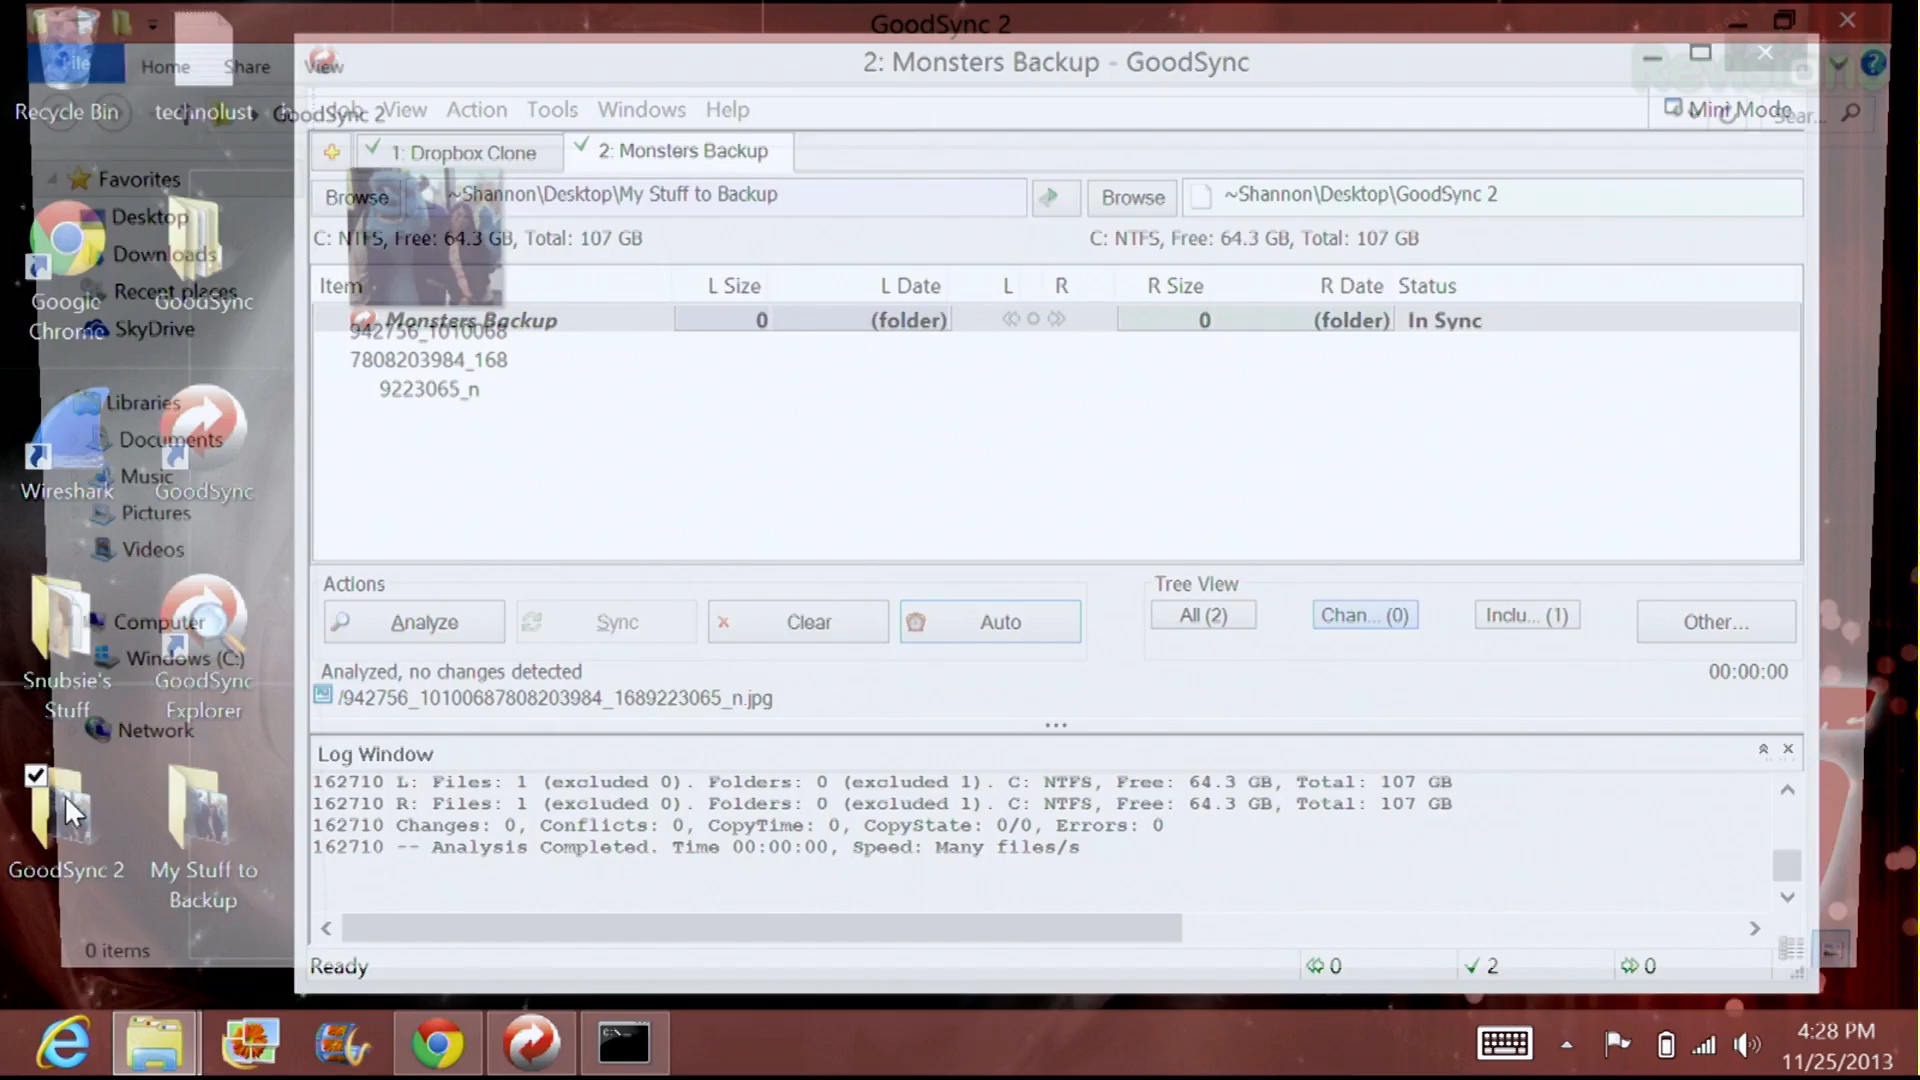 GoodSync 2
2: Monsters Backup - GoodSync
File Home Share View
Job View Action Tools Windows Help
Mini Mode
GoodSync 2
Sear...
1: Dropbox Clone
2: Monsters Backup
Browse ~Shannon\Desktop\My Stuff to Backup
Browse ~Shannon\Desktop\GoodSync 2
C: NTFS, Free: 64.3 GB, Total: 107 GB
C: NTFS, Free: 64.3 GB, Total: 107 GB
Item L Size L Date L R R Size R Date Status
Monsters Backup 0 (folder) 0 (folder) In Sync
942756_1010068
7808203984_168
9223065_n
Recycle Bin
technolust
Favorites
Desktop
Downloads
Recent places
SkyDrive
Google
Chrome
GoodSync
Libraries
Documents
Music
Pictures
Videos
Wireshark
GoodSync
Computer
Windows (C:)
Network
Snubsie's
Stuff
GoodSync
Explorer
GoodSync 2
My Stuff to
Backup
0 items
Actions
Analyze Sync Clear Auto
Tree View
All (2) Chan... (0) Inclu... (1) Other...
Analyzed, no changes detected
00:00:00
/942756_10100687808203984_1689223065_n.jpg
Log Window
162710 L: Files: 1 (excluded 0). Folders: 0 (excluded 1). C: NTFS, Free: 64.3 GB, Total: 107 GB
162710 R: Files: 1 (excluded 0). Folders: 0 (excluded 1). C: NTFS, Free: 64.3 GB, Total: 107 GB
162710 Changes: 0, Conflicts: 0, CopyTime: 0, CopyState: 0/0, Errors: 0
162710 -- Analysis Completed. Time 00:00:00, Speed: Many files/s
Ready
0 2 0
4:28 PM
11/25/2013